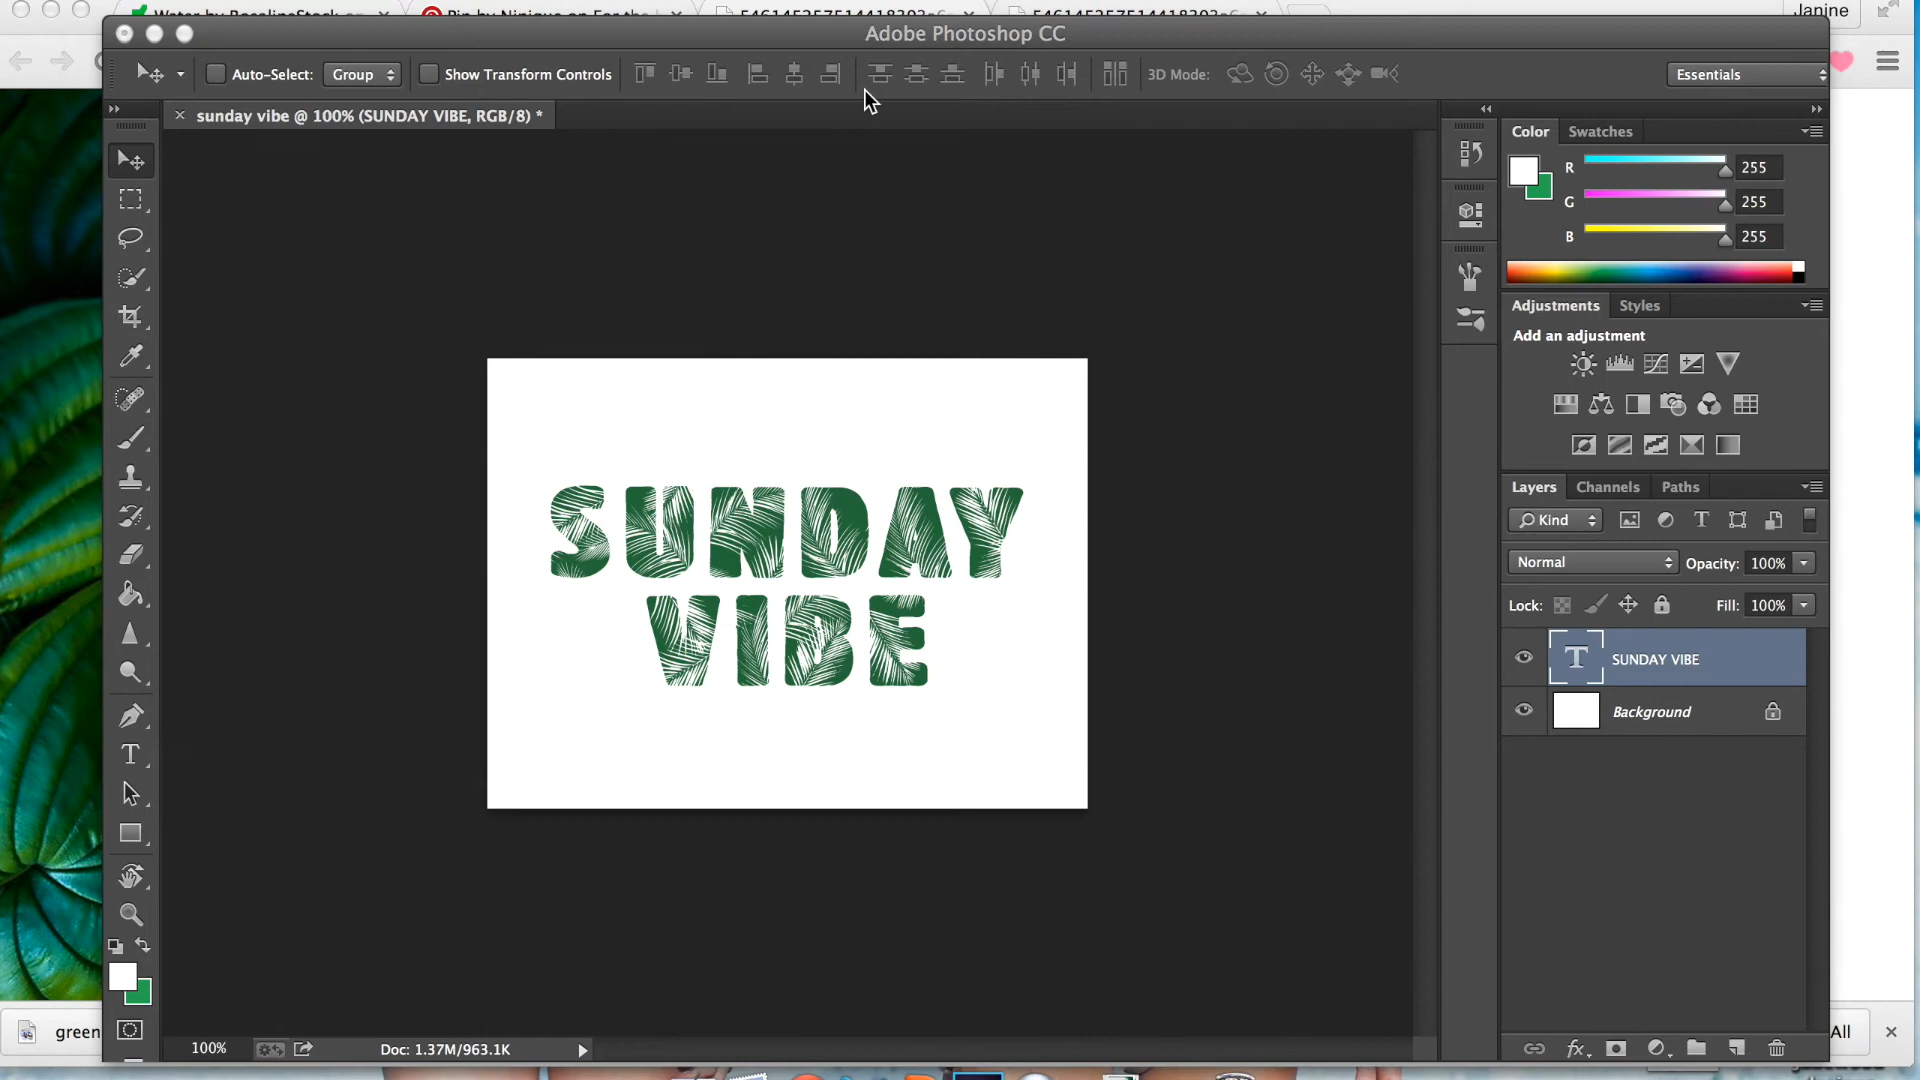 Janine
Adobe Photoshop CC
Auto-Select:
Group
Show Transform Controls
3D Mode:
Essentials
sunday vibe @ 100% (SUNDAY VIBE, RGB/8) *
Color
Swatches
R
255
G
255
B
255
Adjustments
Styles
Add an adjustment
Layers
Channels
Paths
Kind
Normal
Opacity:
100%
Lock:
Fill:
100%
T
SUNDAY VIBE
Background
SUNDAY
VIBE
green
100%
Doc: 1.37M/963.1K
fx
All